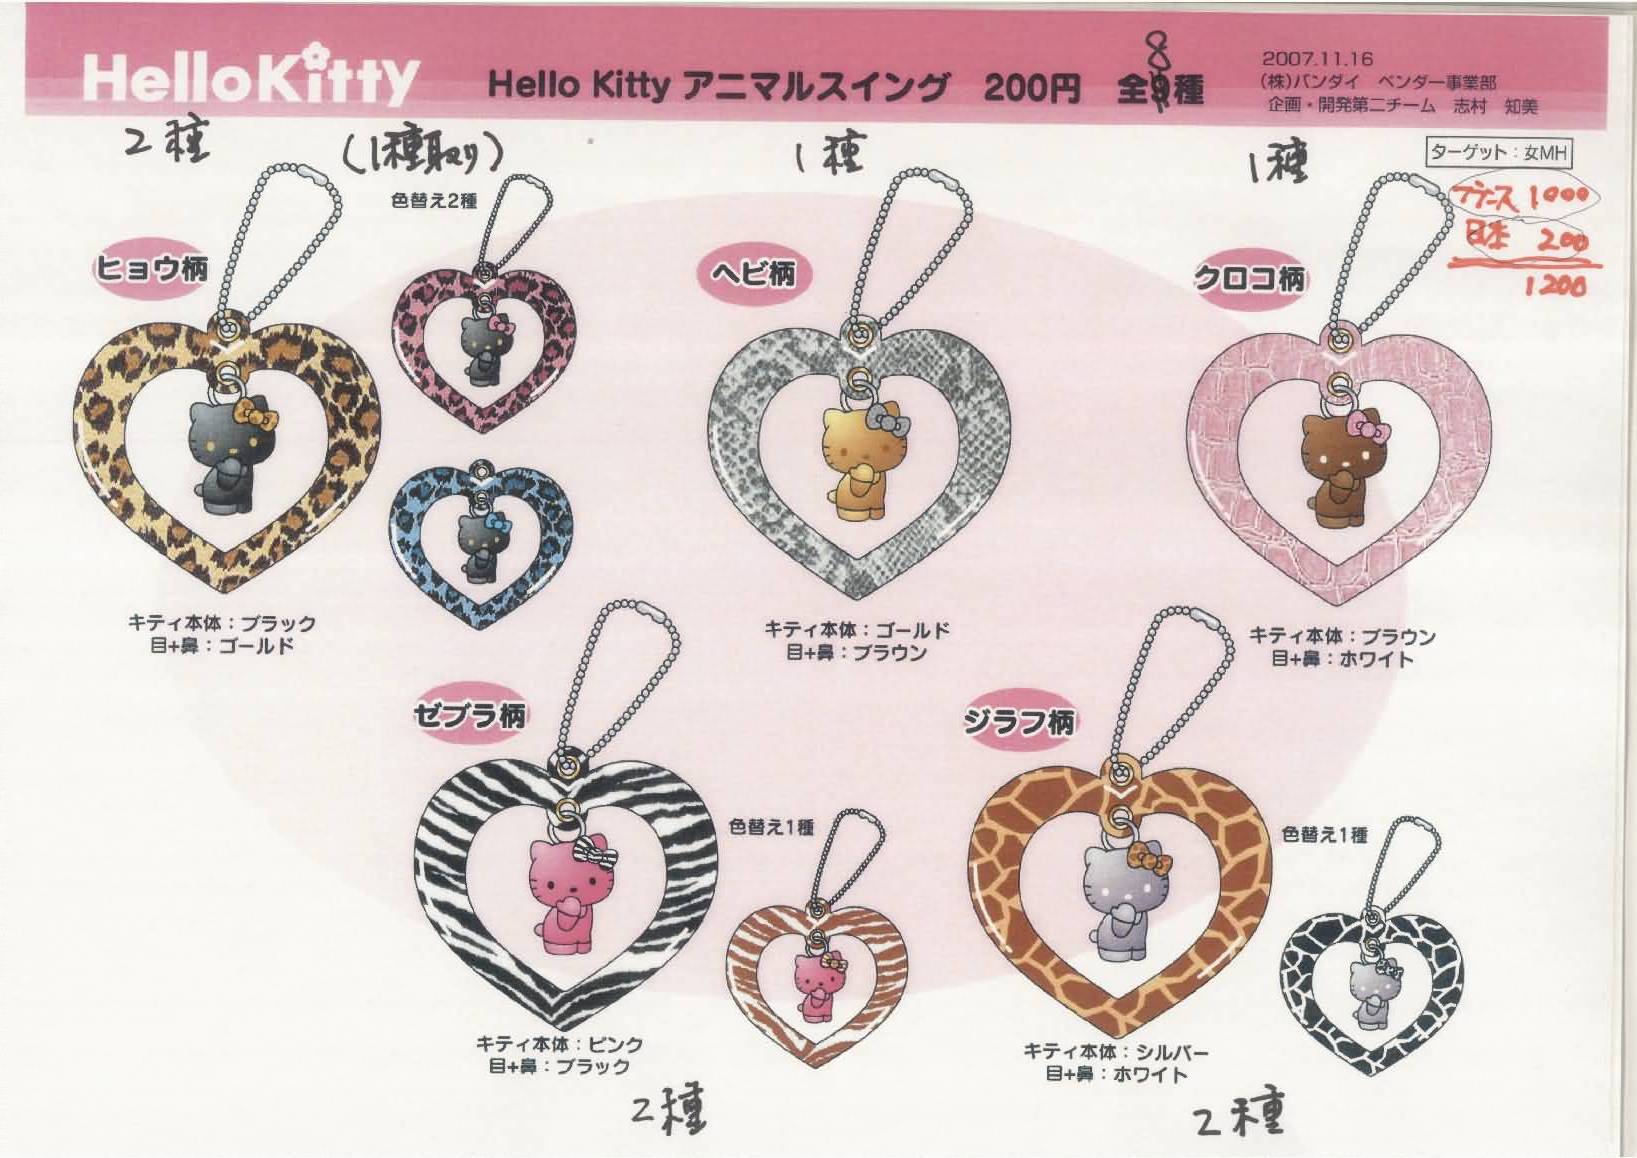 HelloKitty
Hello Kitty アニマルスイング 200円 全8種
2007.11.16
(株)バンダイ ベンダー事業部
企画・開発第二チーム 志村 知美
ターゲット：女MH
2種
(1種取り)
1種
1種
1000
日本 200
1200
色替え2種
ヒョウ柄
ヘビ柄
クロコ柄
キティ本体：ブラック
目+鼻：ゴールド
キティ本体：ゴールド
目+鼻：ブラウン
キティ本体：ブラウン
目+鼻：ホワイト
ゼブラ柄
ジラフ柄
色替え1種
色替え1種
キティ本体：ピンク
目+鼻：ブラック
キティ本体：シルバー
目+鼻：ホワイト
2種
2種